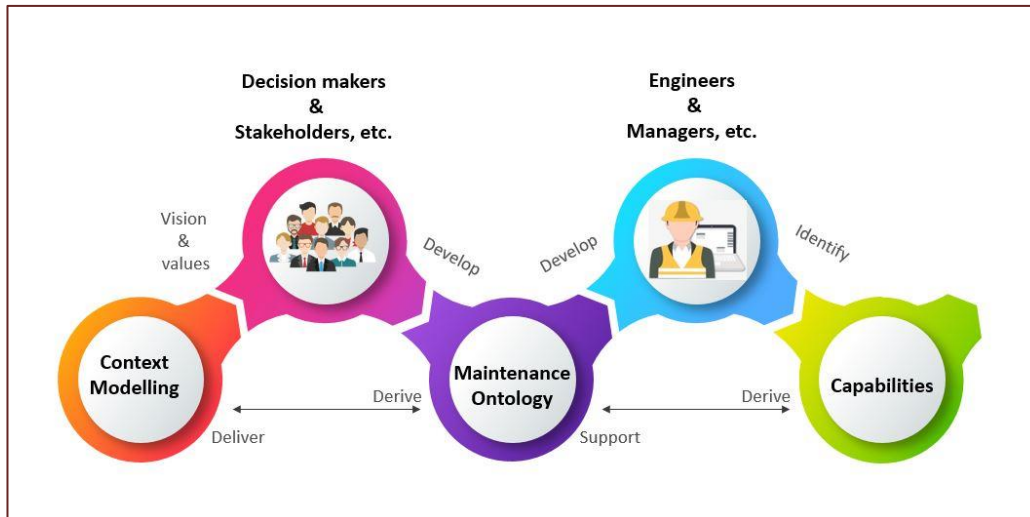 Decision makers
&
Stakeholders, etc.
Engineers
&
Managers, etc.
Vision
&
values
Develop
Develop
Identify
Context
Modelling
Maintenance
Ontology
Capabilities
Derive
Deliver
Derive
Support